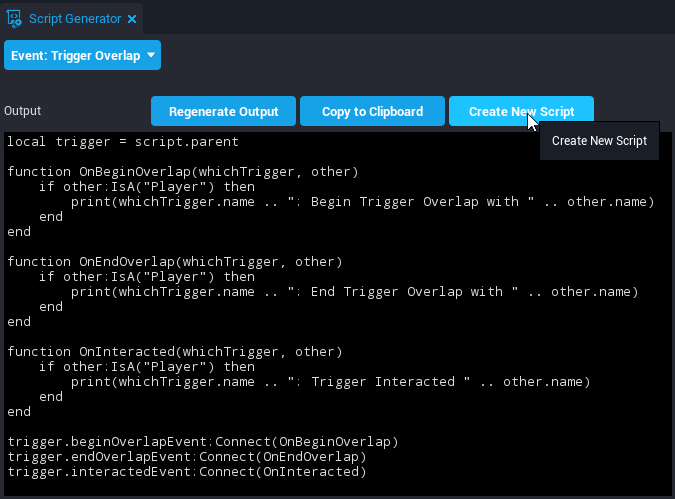 Script Generator
Event: Trigger Overlap
Output
Regenerate Output
Copy to Clipboard
Create New Script
Create New Script
local trigger = script.parent

function OnBeginOverlap(whichTrigger, other)
    if other:IsA("Player") then
        print(whichTrigger.name .. ": Begin Trigger Overlap with " .. other.name)
    end
end

function OnEndOverlap(whichTrigger, other)
    if other:IsA("Player") then
        print(whichTrigger.name .. ": End Trigger Overlap with " .. other.name)
    end
end

function OnInteracted(whichTrigger, other)
    if other:IsA("Player") then
        print(whichTrigger.name .. ": Trigger Interacted " .. other.name)
    end
end

trigger.beginOverlapEvent:Connect(OnBeginOverlap)
trigger.endOverlapEvent:Connect(OnEndOverlap)
trigger.interactedEvent:Connect(OnInteracted)